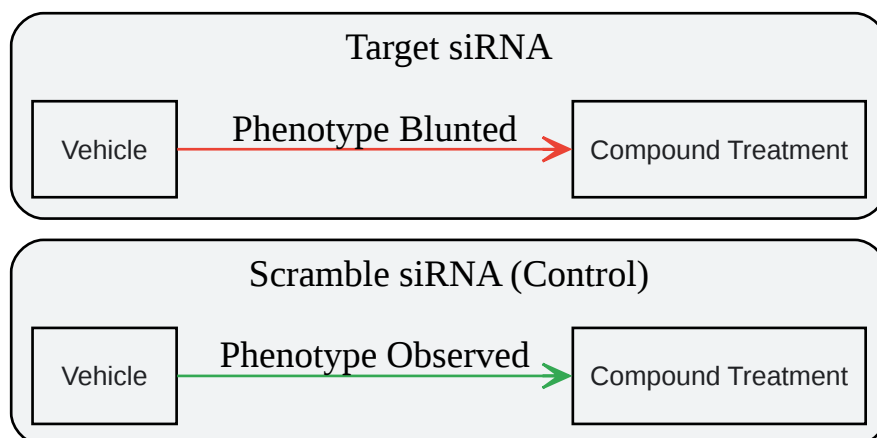 Target siRNA
Vehicle
Phenotype Blunted
Compound Treatment
Scramble siRNA (Control)
Vehicle
Phenotype Observed
Compound Treatment